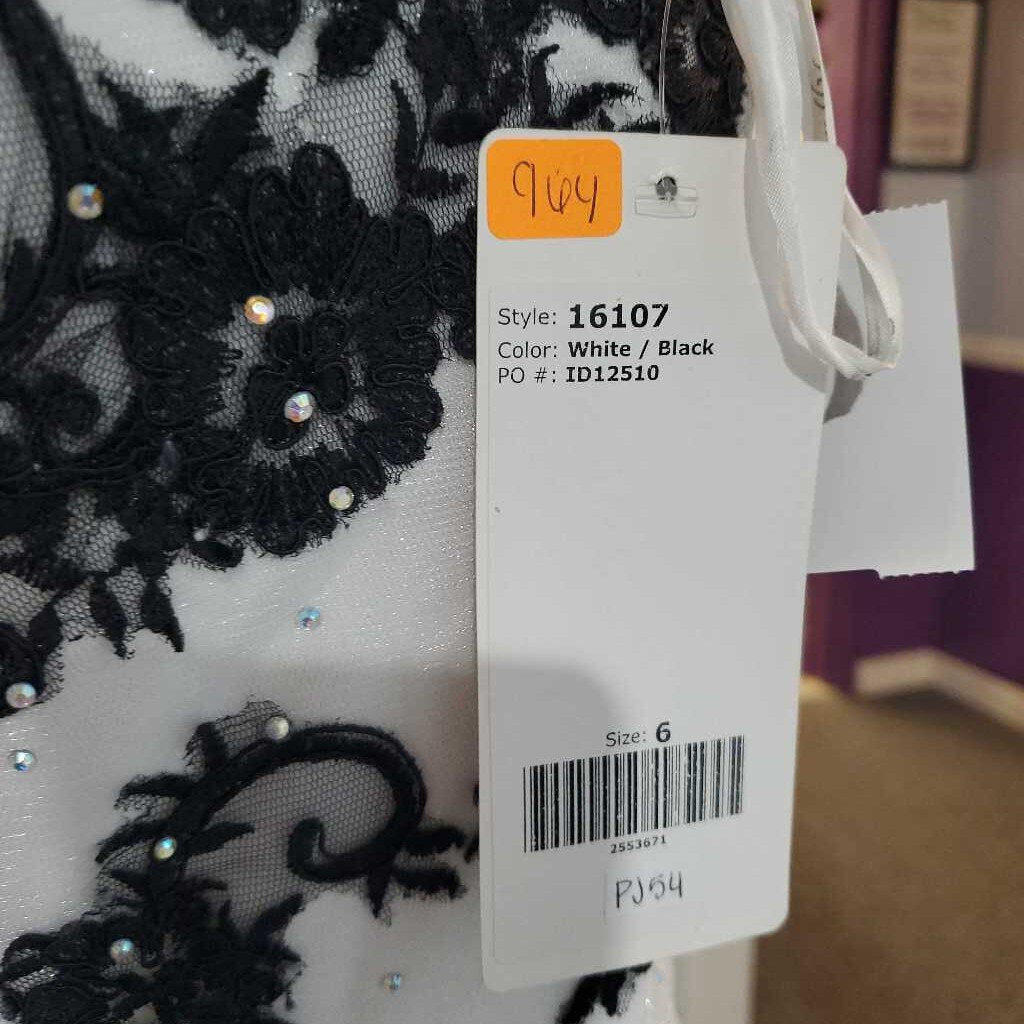 964
Style: 16107
Color: White / Black
PO #: ID12510
Size: 6
2553671
PJ54